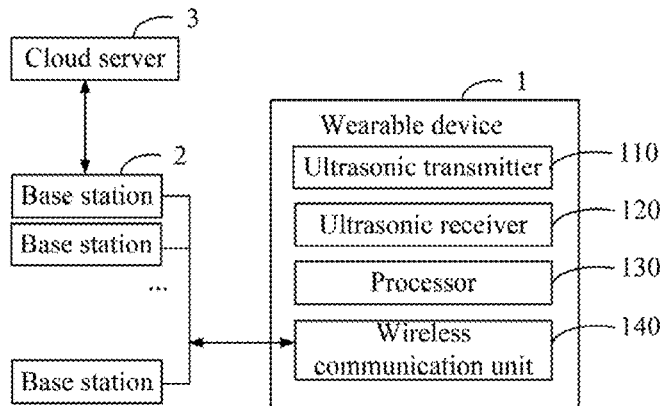 3
Cloud server
2
Base station
Base station
...
Base station
1
Wearable device
Ultrasonic transmitter
110
Ultrasonic receiver
120
Processor
130
Wireless
communication unit
140